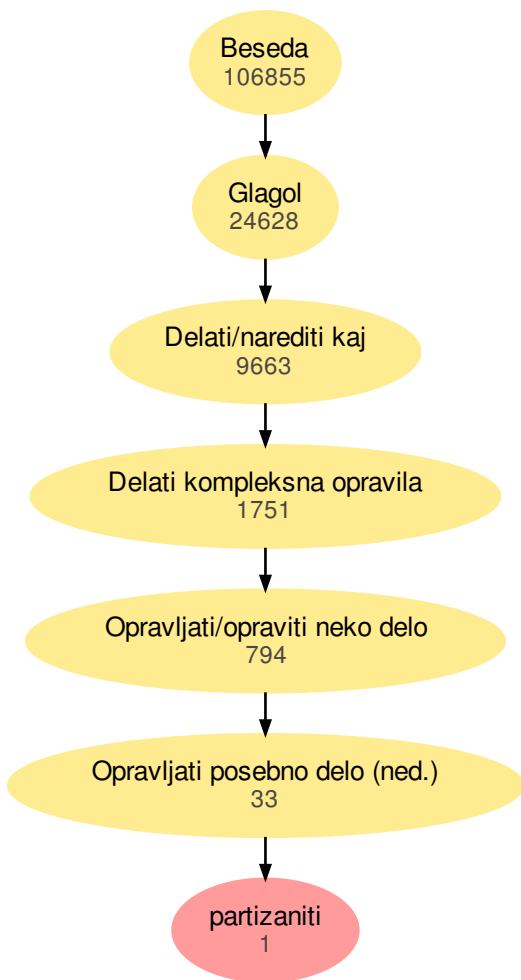 Beseda
106855
Glagol
24628
Delati/narediti kaj
9663
Delati kompleksna opravila
1751
Opravljati/opraviti neko delo
794
Opravljati posebno delo (ned.)
33
partizaniti
1